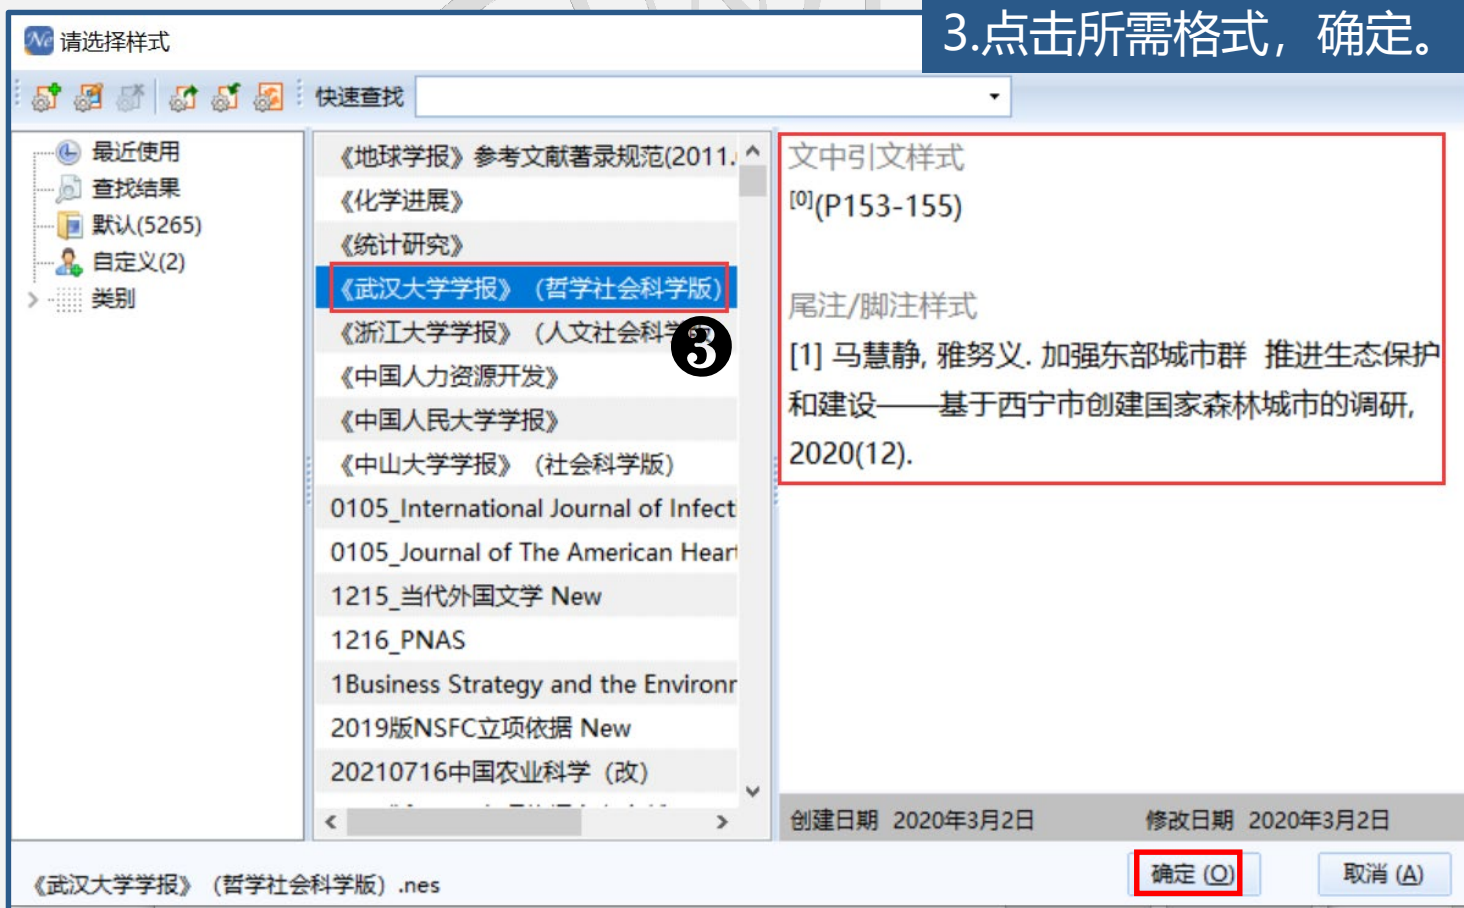 3.点击所需格式，确定。
Ne 请选择样式
快速查找
最近使用
查找结果
默认(5265)
自定义(2)
类别
《地球学报》参考文献著录规范(2011.
《化学进展》
《统计研究》
《武汉大学学报》（哲学社会科学版）
《浙江大学学报》（人文社会科学
❸
《中国人力资源开发》
《中国人民大学学报》
《中山大学学报》（社会科学版）
0105_International Journal of Infecti
0105_Journal of The American Heart
1215_当代外国文学 New
1216_PNAS
1Business Strategy and the Environ
2019版NSFC立项依据 New
20210716中国农业科学（改）
文中引文样式
[0](P153-155)
尾注/脚注样式
[1] 马慧静, 雅努义. 加强东部城市群 推进生态保护
和建设——基于西宁市创建国家森林城市的调研,
2020(12).
创建日期 2020年3月2日 修改日期 2020年3月2日
《武汉大学学报》（哲学社会科学版）.nes
确定 (O) 取消 (A)